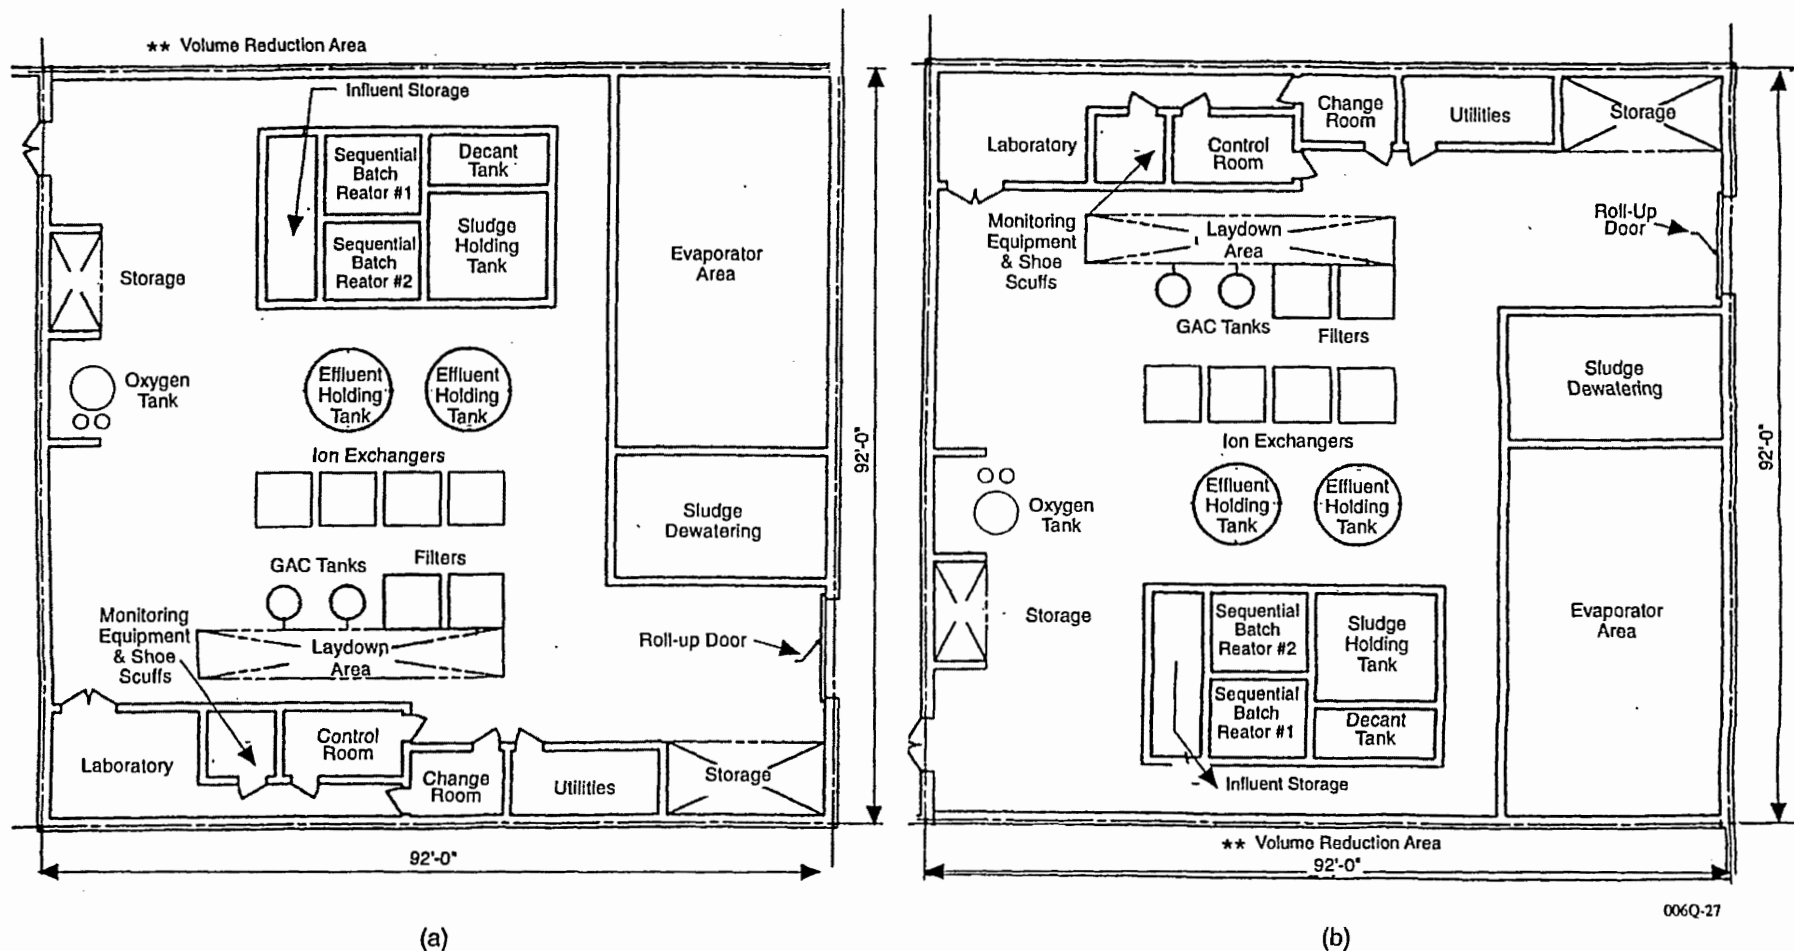 ** Volume Reduction Area
Influent Storage
Sequential
Batch
Reator #1
Decant
Tank
Sequential
Batch
Reator #2
Sludge
Holding
Tank
Evaporator
Area
Storage
Oxygen
Tank
Effluent
Holding
Tank
Effluent
Holding
Tank
Ion Exchangers
Sludge
Dewatering
GAC Tanks
Filters
Monitoring
Equipment
& Shoe
Scuffs
Laydown
Area
Roll-up Door
Laboratory
Control
Room
Change
Room
Utilities
Storage
92'-0"
92'-0"
(a)
Laboratory
Control
Room
Change
Room
Utilities
Storage
Monitoring
Equipment
& Shoe
Scuffs
Laydown
Area
Roll-Up
Door
GAC Tanks
Filters
Sludge
Dewatering
Ion Exchangers
Oxygen
Tank
Effluent
Holding
Tank
Effluent
Holding
Tank
Storage
Sequential
Batch
Reator #2
Sludge
Holding
Tank
Sequential
Batch
Reator #1
Decant
Tank
Evaporator
Area
Influent Storage
** Volume Reduction Area
92'-0"
92'-0"
006Q-27
(b)